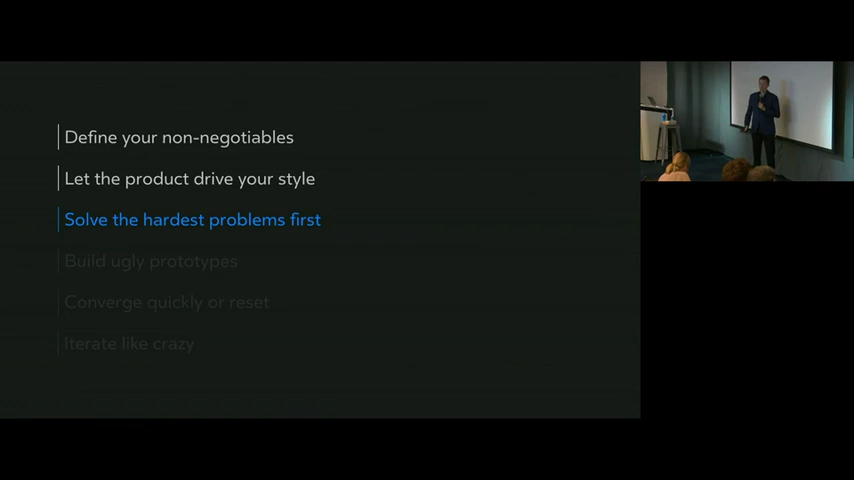 Define your non-negotiables
Let the product drive your style
Solve the hardest problems first
Build ugly prototypes
Converge quickly or reset
Iterate like crazy